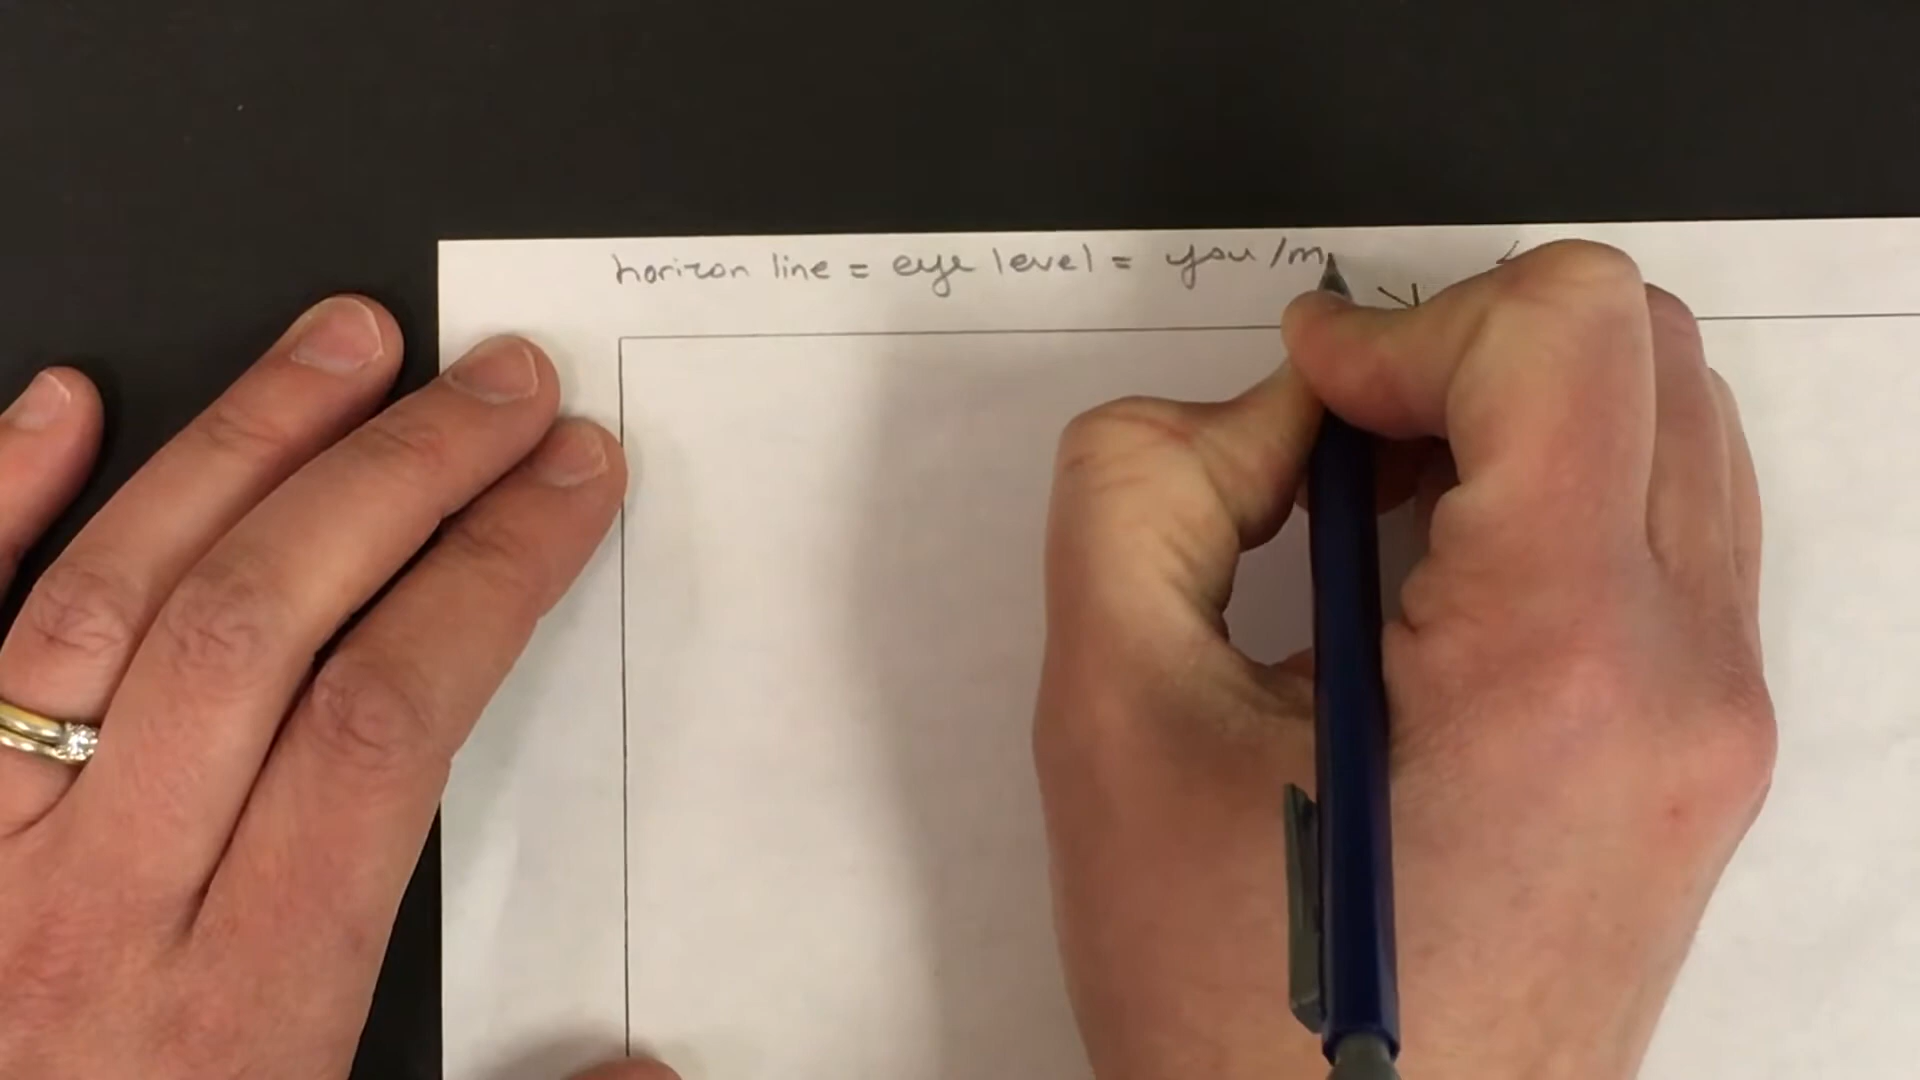 horizon line = eye level = you/m